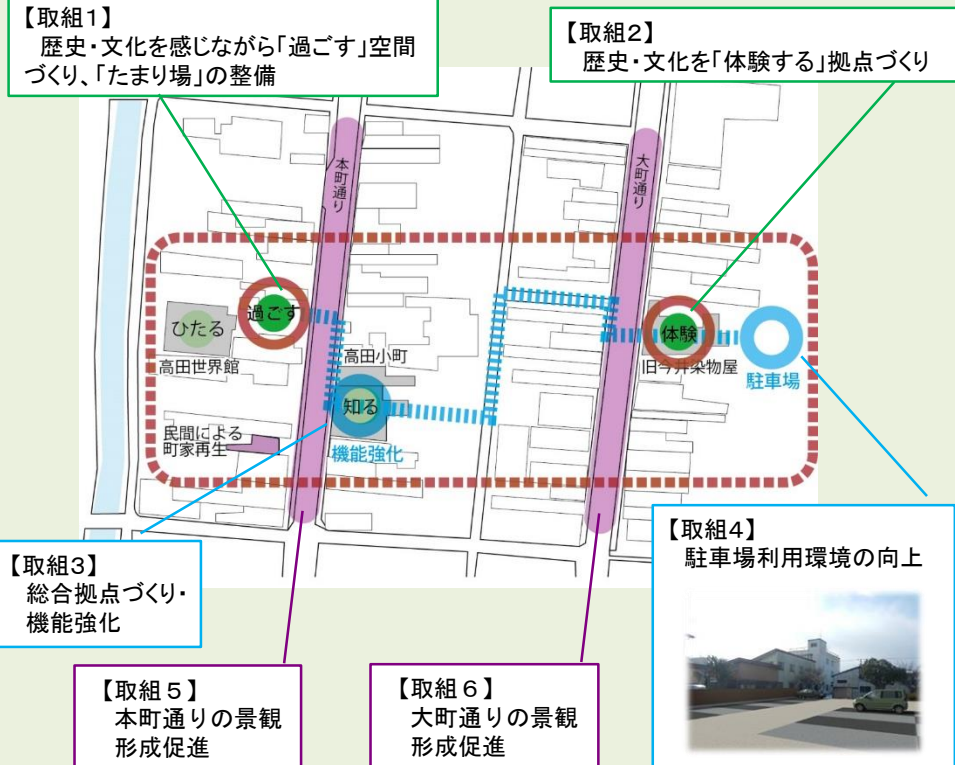 【取組1】
歴史・文化を感じながら「過ごす」空間
づくり、「たまり場」の整備
【取組2】
歴史・文化を「体験する」拠点づくり
本町通り
大町通り
過ごす
ひたる
高田世界館
高田小町
知る
機能強化
体験
旧今井染物屋
駐車場
民間による
町家再生
【取組3】
総合拠点づくり・
機能強化
【取組4】
駐車場利用環境の向上
【取組５】
本町通りの景観
形成促進
【取組６】
大町通りの景観
形成促進